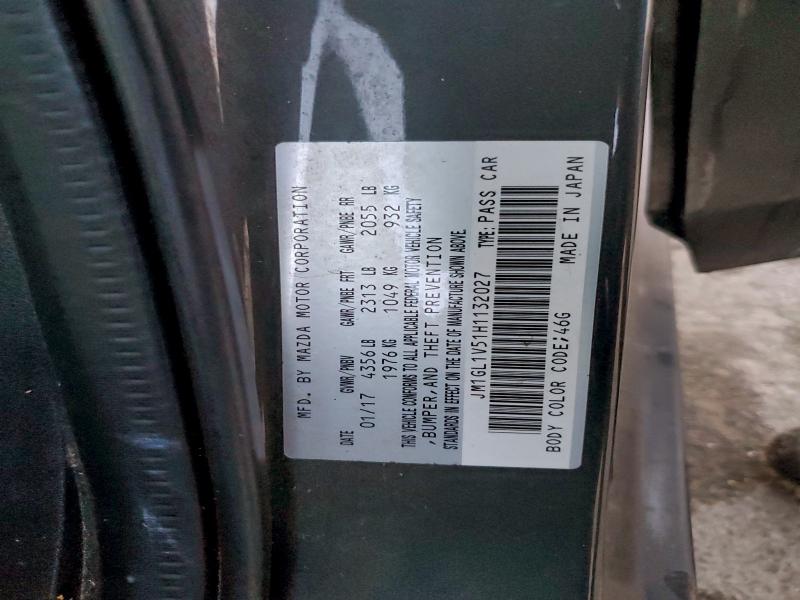 MFD. BY MAZDA MOTOR CORPORATION
DATE GVWR/PNBV GAWR/PNBE FRT GAWR/PNBE RR
01/17 4356 LB 2313 LB 2055 LB
1976 KG 1049 KG 932 KG
THIS VEHICLE CONFORMS TO ALL APPLICABLE FEDERAL MOTOR VEHICLE SAFETY
,BUMPER,AND THEFT PREVENTION
STANDARDS IN EFFECT ON THE DATE OF MANUFACTURE SHOWN ABOVE.
JM1GL1V51H1132027 TYPE: PASS CAR
BODY COLOR CODE;46G MADE IN JAPAN